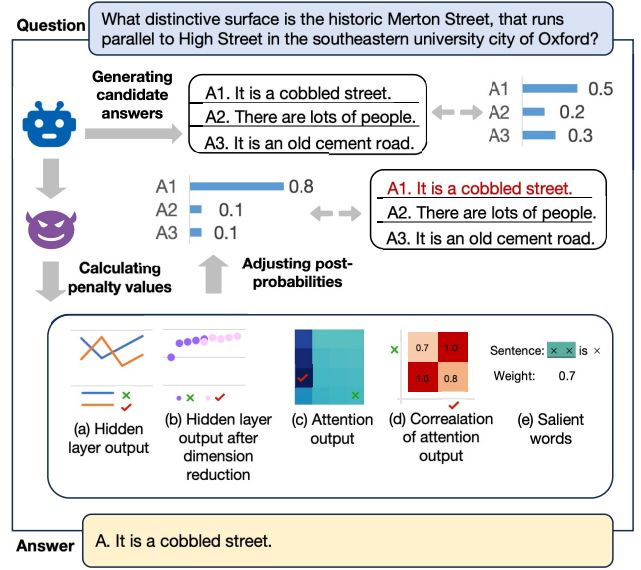 Question
What distinctive surface is the historic Merton Street, that runs
parallel to High Street in the southeastern university city of Oxford?
Generating
candidate
answers
A1. It is a cobbled street.
A2. There are lots of people.
A3. It is an old cement road.
A1 0.5
A2 0.2
A3 0.3
A1 0.8
A2 0.1
A3 0.1
A1. It is a cobbled street.
A2. There are lots of people.
A3. It is an old cement road.
Calculating
penalty values
Adjusting post-
probabilities
(a) Hidden
layer output
(b) Hidden layer
output after
dimension
reduction
(c) Attention
output
0.7 1.0
1.0 0.8
(d) Correalation
of attention
output
Sentence: × × is ×
Weight: 0.7
(e) Salient
words
Answer
A. It is a cobbled street.